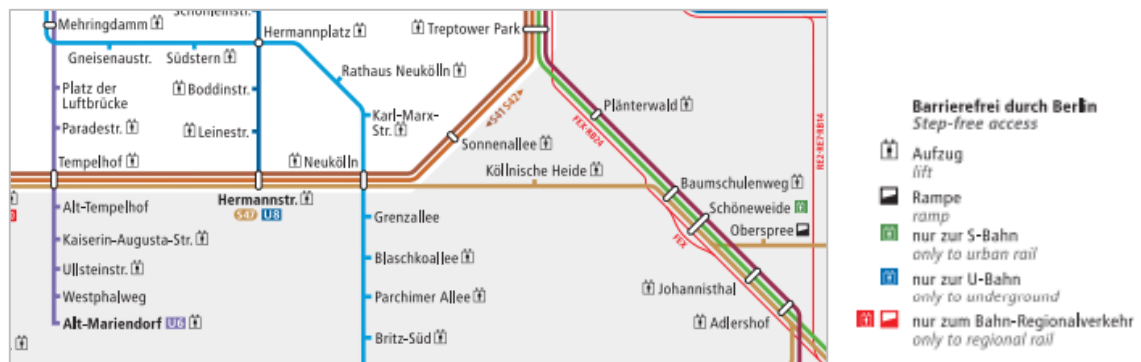 Schönleinstr.
Mehringdamm
Hermannplatz
Treptower Park
Gneisenaustr.
Südstern
Rathaus Neukölln
Platz der
Luftbrücke
Boddinstr.
Karl-Marx-
Str.
◄S41 S42►
Plänterwald
Paradestr.
Leinestr.
Sonnenallee
FEX·RB24
RE2·RE7·RB14
Tempelhof
Neukölln
Köllnische Heide
Baumschulenweg
Hermannstr.
S47 U8
Schöneweide
Alt-Tempelhof
Grenzallee
Oberspree
FEX
Kaiserin-Augusta-Str.
Blaschkoallee
Ullsteinstr.
Johannisthal
Westphalweg
Parchimer Allee
Alt-Mariendorf U6
Adlershof
Britz-Süd
Barrierefrei durch Berlin
Step-free access
Aufzug
lift
Rampe
ramp
nur zur S-Bahn
only to urban rail
nur zur U-Bahn
only to underground
nur zum Bahn-Regionalverkehr
only to regional rail